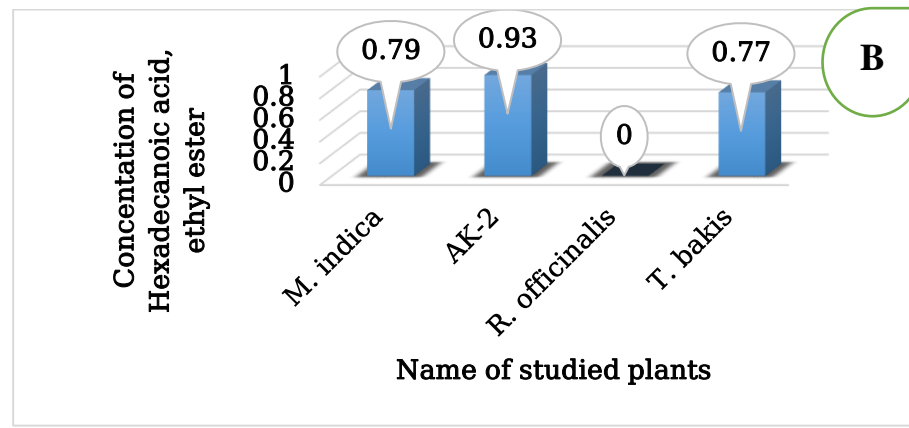 B
0.79
0.93
0
0.77
1
0.8
0.6
0.4
0.2
0
Concentation of
Hexadecanoic acid,
ethyl ester
M. indica
AK-2
R. officinalis
T. bakis
Name of studied plants